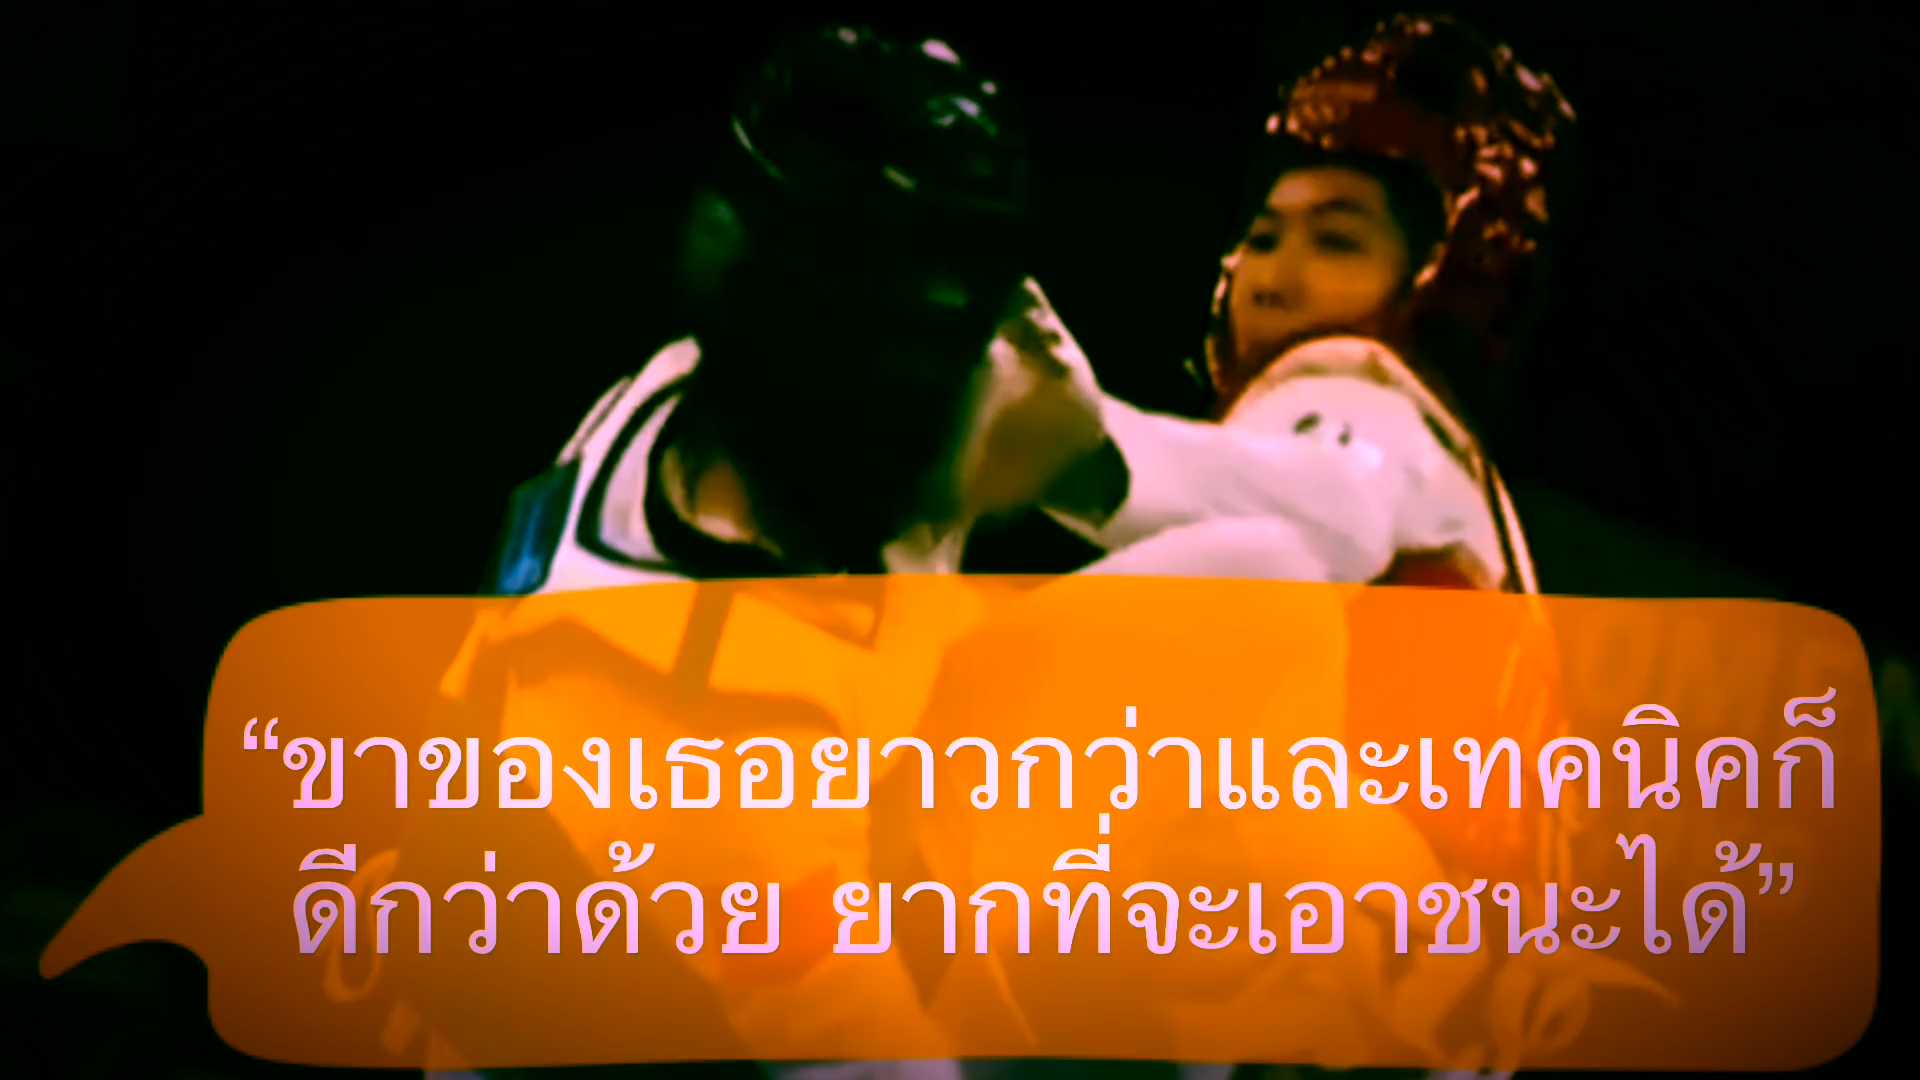 “ขาของเธอยาวกว่าและเทคนิคก็
ดีกว่าด้วย ยากที่จะเอาชนะได้”